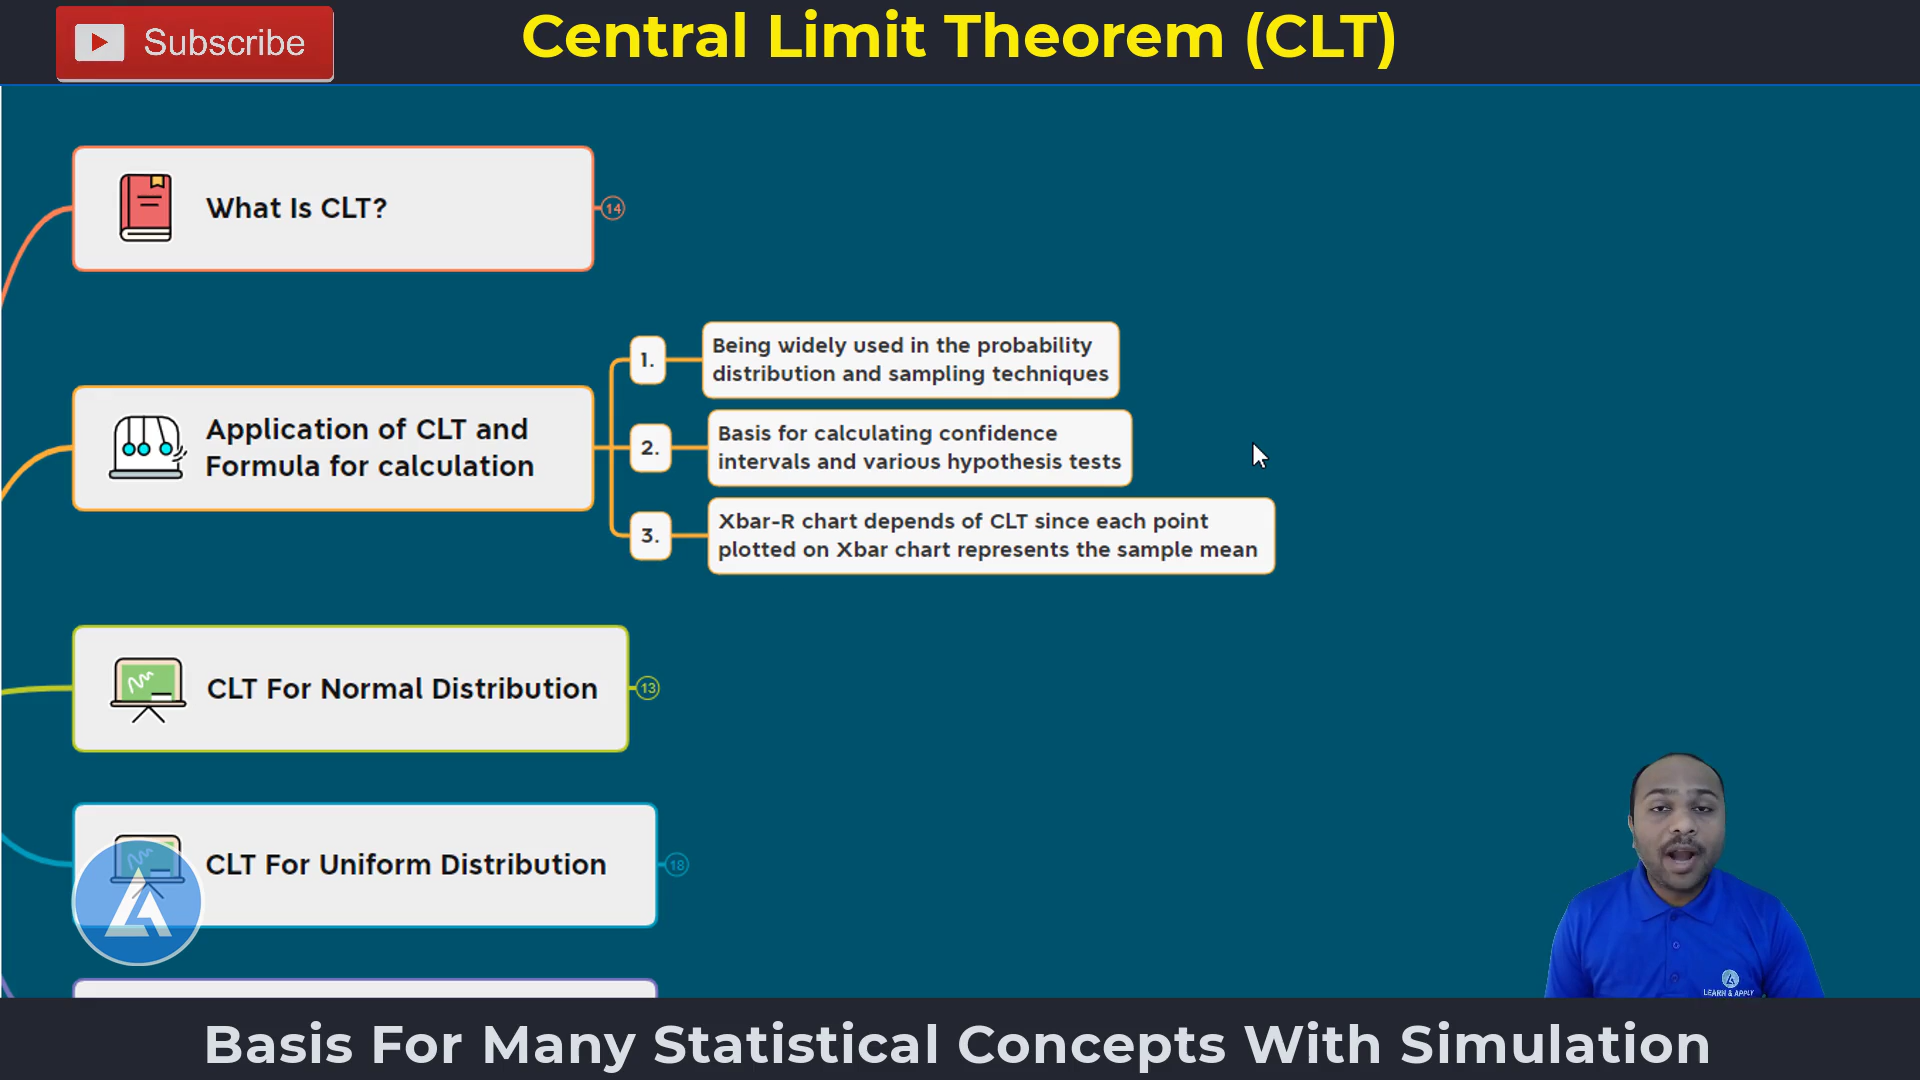 Subscribe
Central Limit Theorem (CLT)
What Is CLT?
14
Application of CLT and
Formula for calculation
1.
Being widely used in the probability
distribution and sampling techniques
2.
Basis for calculating confidence
intervals and various hypothesis tests
3.
Xbar-R chart depends of CLT since each point
plotted on Xbar chart represents the sample mean
CLT For Normal Distribution
13
CLT For Uniform Distribution
18
LEARN & APPLY
Basis For Many Statistical Concepts With Simulation